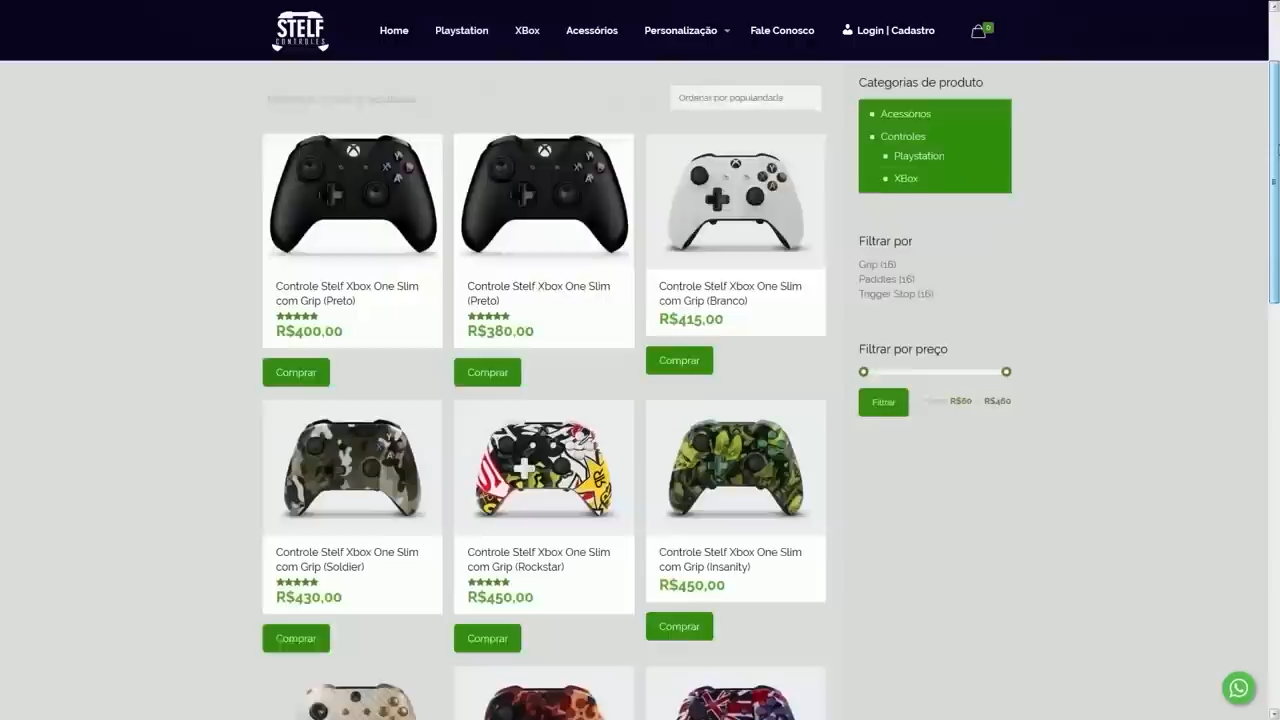 STELF
CONTROLES
Home
Playstation
XBox
Acessórios
Personalização
Fale Conosco
Login | Cadastro
0
Ordenar por popularidade
Categorias de produto
Acessórios
Controles
Playstation
XBox
Filtrar por
Grip (16)
Paddles (16)
Trigger Stop (16)
Filtrar por preço
Filtrar
R$60
R$460
Controle Stelf Xbox One Slim
com Grip (Preto)
R$400,00
Comprar
Controle Stelf Xbox One Slim
(Preto)
R$380,00
Comprar
Controle Stelf Xbox One Slim
com Grip (Branco)
R$415,00
Comprar
Controle Stelf Xbox One Slim
com Grip (Soldier)
R$430,00
Comprar
Controle Stelf Xbox One Slim
com Grip (Rockstar)
R$450,00
Comprar
Controle Stelf Xbox One Slim
com Grip (Insanity)
R$450,00
Comprar